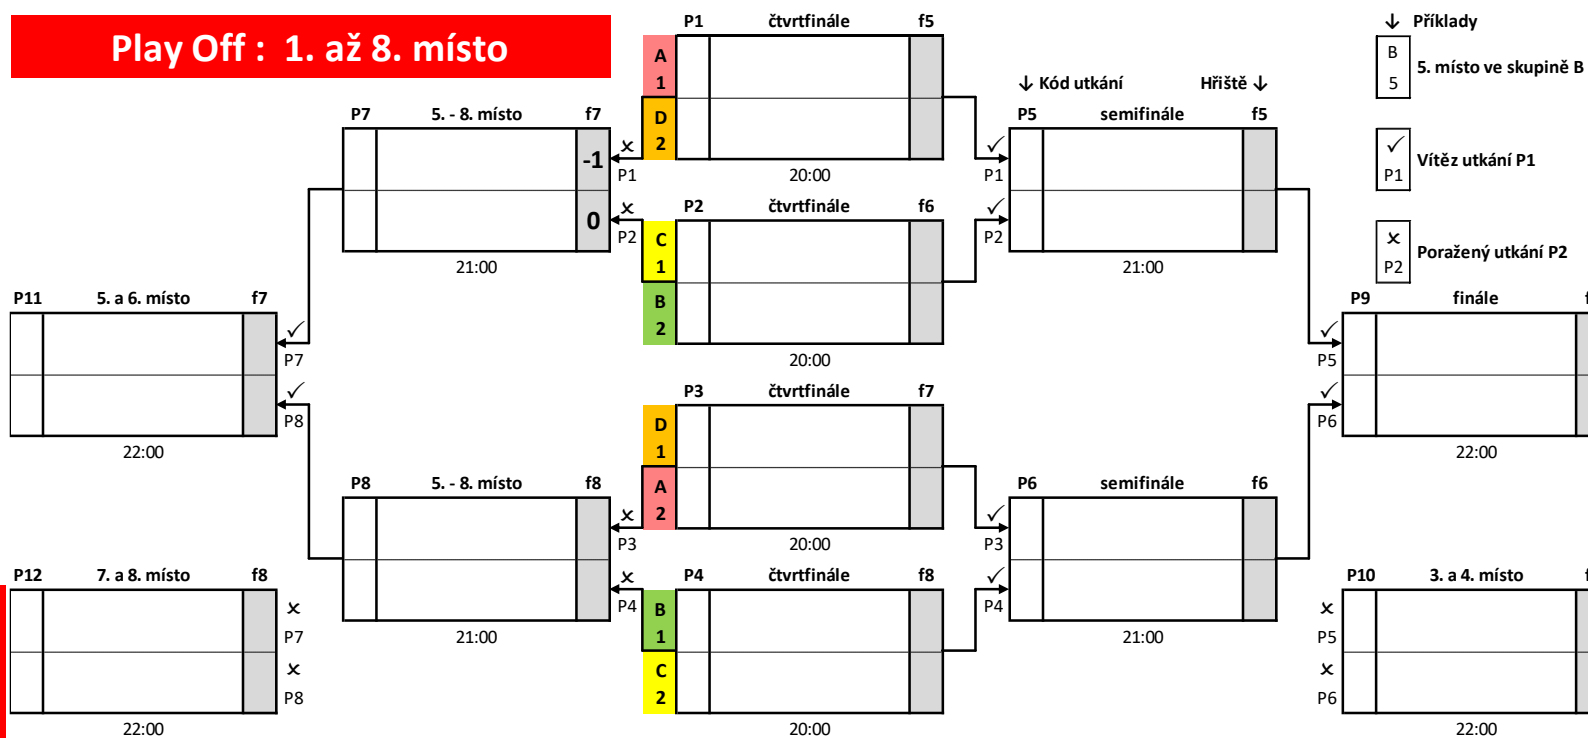 Play Off : 1. až 8. místo
P1 čtvrtfinále f5
A
1
D
2
20:00
↓ Příklady
B
5
5. místo ve skupině B
✓
P1
Vítěz utkání P1
✗
P2
Poražený utkání P2
↓ Kód utkání Hřiště ↓
P7 5. - 8. místo f7
-1
0
✗
P1
✗
P2
21:00
P5 semifinále f5
✓
P1
✓
P2
21:00
P2 čtvrtfinále f6
C
1
B
2
20:00
P11 5. a 6. místo f7
✓
P7
✓
P8
22:00
P9 finále f
✓
P5
✓
P6
22:00
P3 čtvrtfinále f7
D
1
A
2
20:00
P8 5. - 8. místo f8
✗
P3
✗
P4
21:00
P6 semifinále f6
✓
P3
✓
P4
21:00
P4 čtvrtfinále f8
B
1
C
2
20:00
P12 7. a 8. místo f8
✗
P7
✗
P8
22:00
P10 3. a 4. místo f
✗
P5
✗
P6
22:00